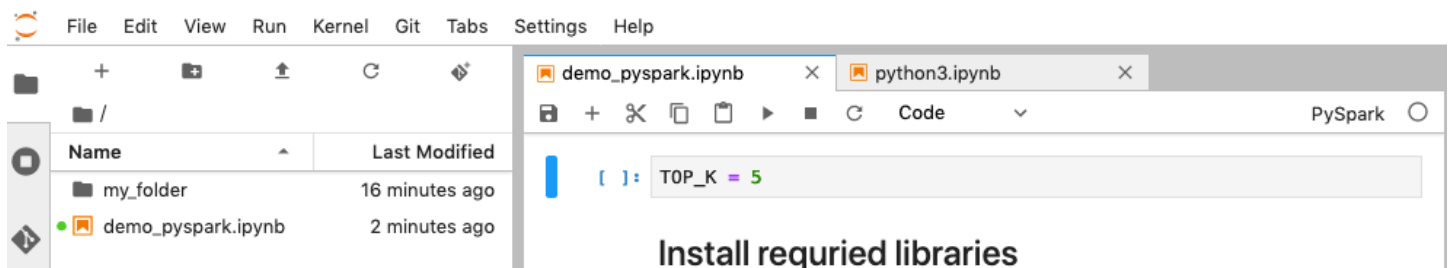 File Edit View Run Kernel Git Tabs Settings Help
demo_pyspark.ipynb
python3.ipynb
/
Code
PySpark
Name Last Modified
my_folder 16 minutes ago
demo_pyspark.ipynb 2 minutes ago
[ ]: TOP_K = 5
Install requried libraries